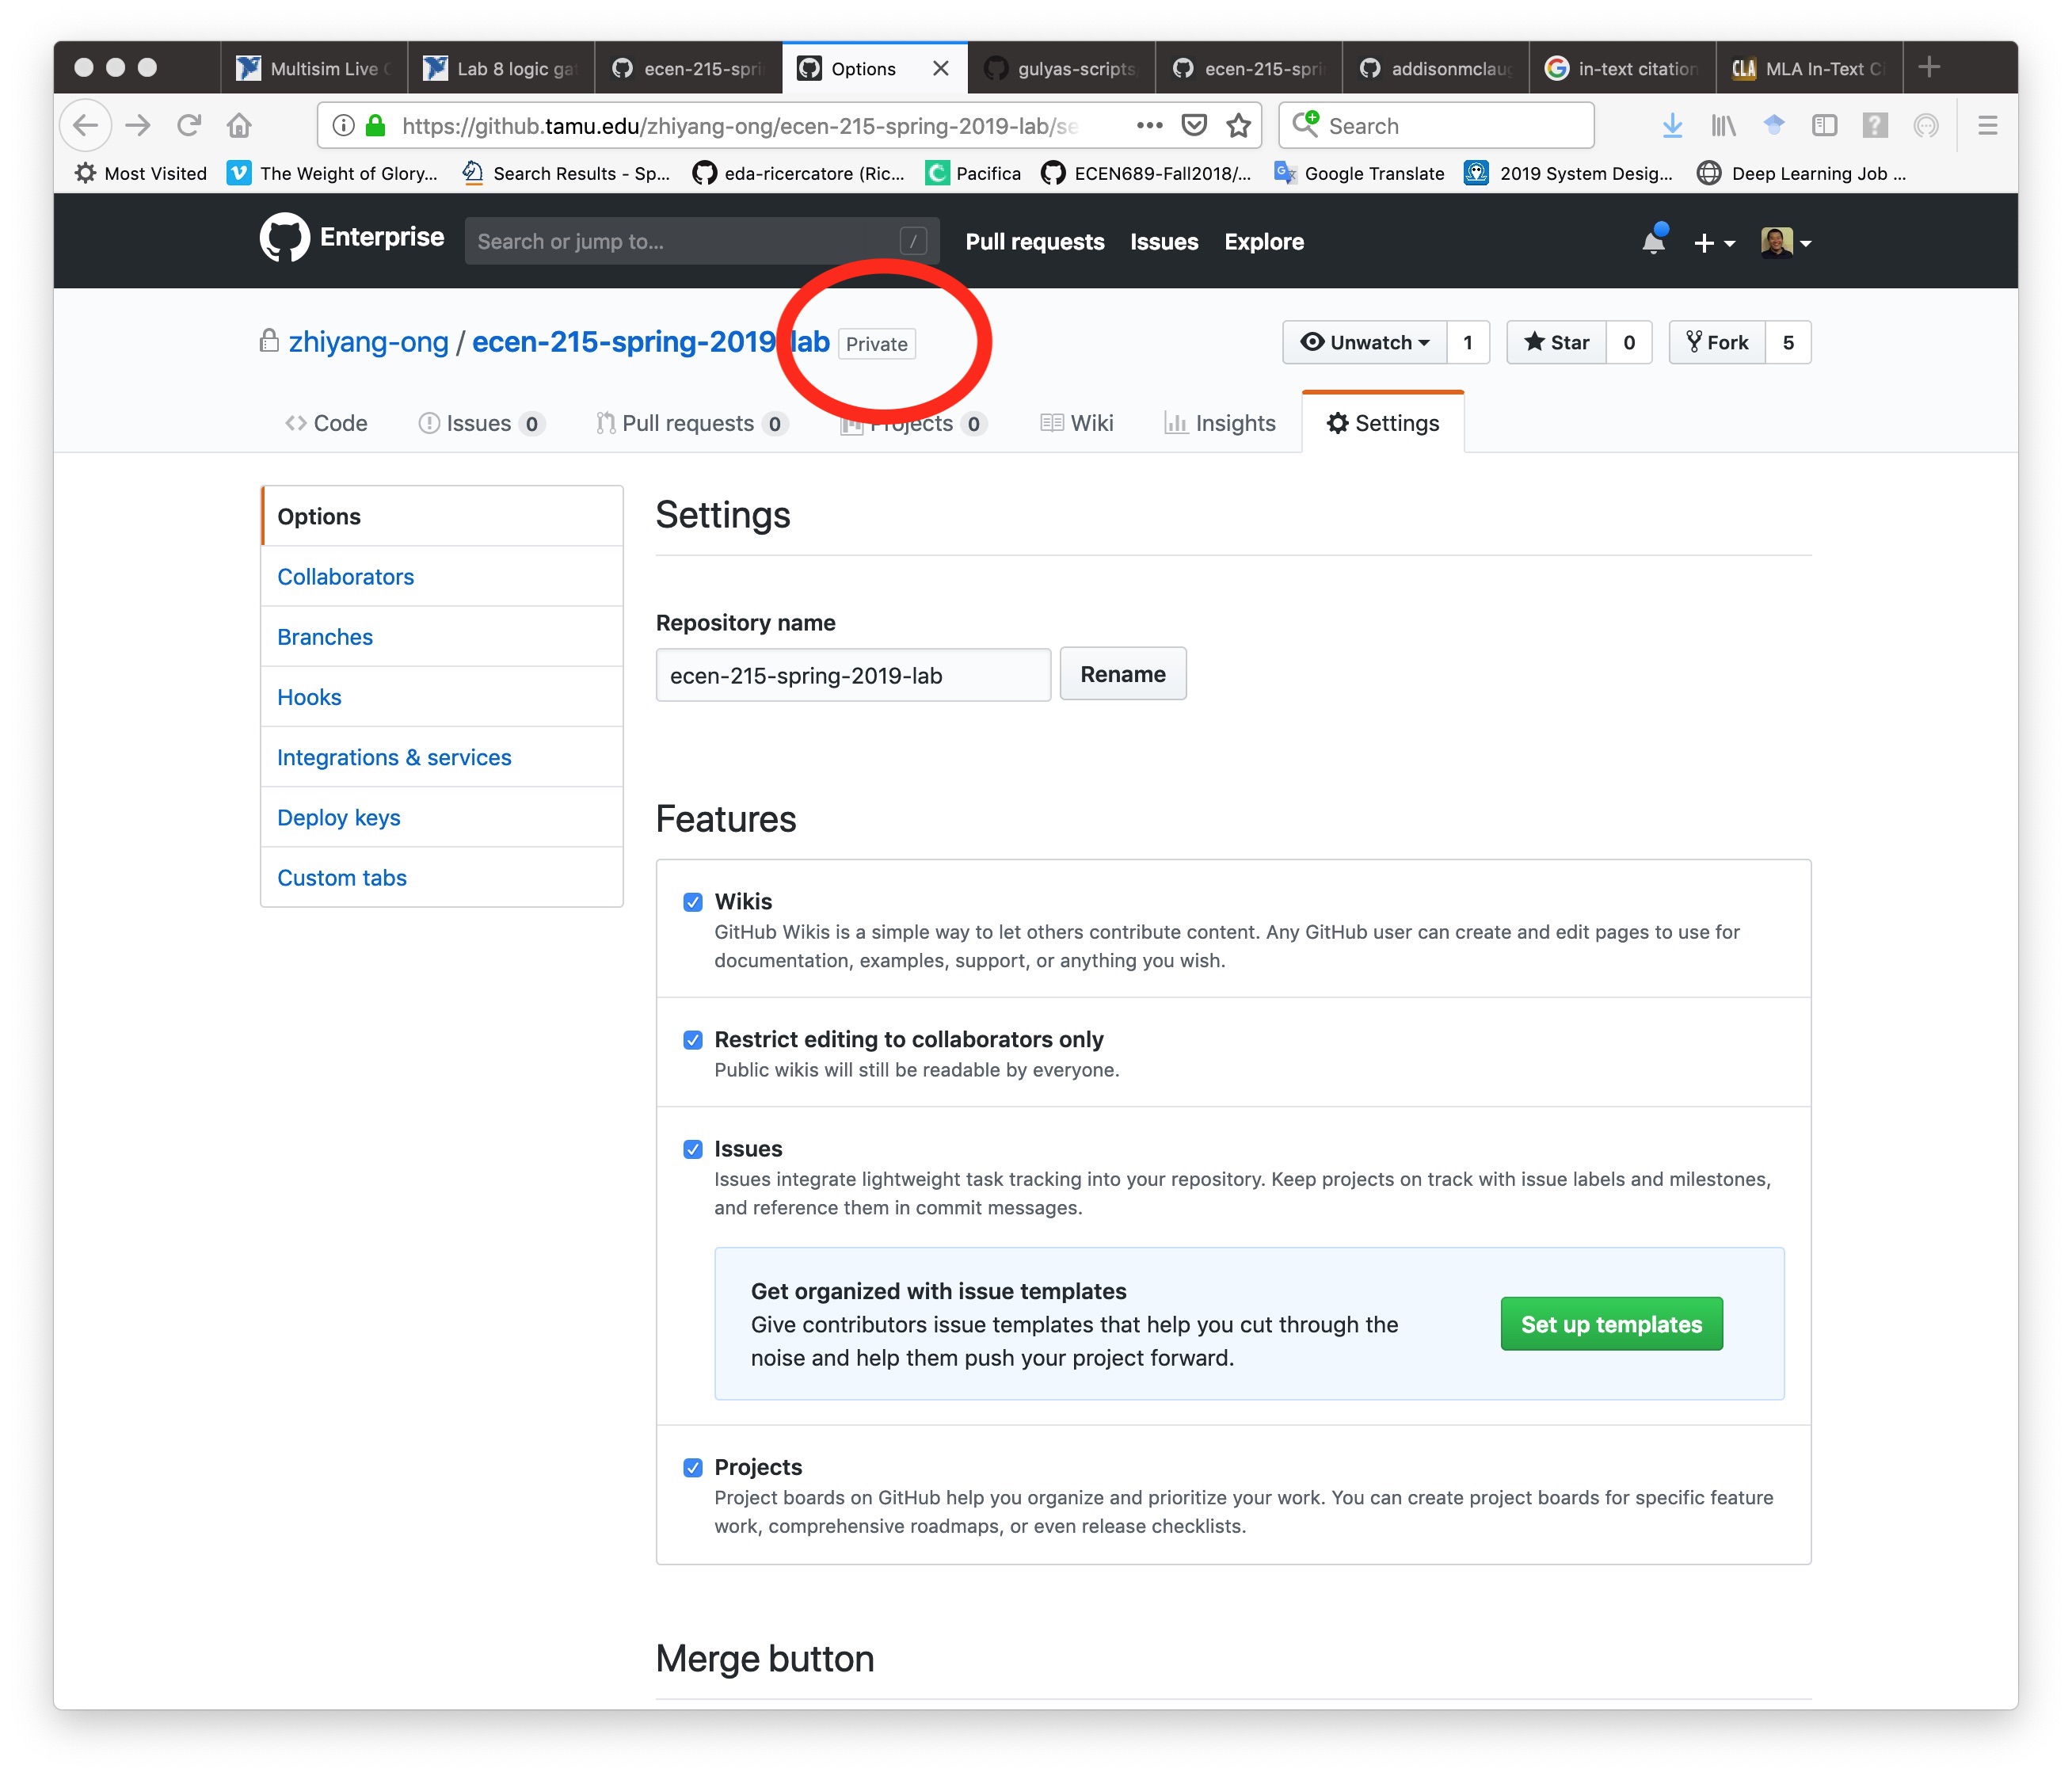 Multisim Live
Lab 8 logic ga
ecen-215-spri
Options
gulyas-scripts
ecen-215-spri
addisonmclau
in-text citation
CLA MLA In-Text C
https://github.tamu.edu/zhiyang-ong/ecen-215-spring-2019-lab/se
Search
Most Visited
The Weight of Glory...
Search Results - Sp...
eda-ricercatore (Ric...
Pacifica
ECEN689-Fall2018/...
Google Translate
2019 System Desig...
Deep Learning Job ...
Enterprise
Search or jump to... /
Pull requests
Issues
Explore
zhiyang-ong / ecen-215-spring-2019-lab Private
Unwatch 1
Star 0
Fork 5
Code
Issues 0
Pull requests 0
Projects 0
Wiki
Insights
Settings
Options
Collaborators
Branches
Hooks
Integrations & services
Deploy keys
Custom tabs
Settings
Repository name
ecen-215-spring-2019-lab
Rename
Features
Wikis
GitHub Wikis is a simple way to let others contribute content. Any GitHub user can create and edit pages to use for
documentation, examples, support, or anything you wish.
Restrict editing to collaborators only
Public wikis will still be readable by everyone.
Issues
Issues integrate lightweight task tracking into your repository. Keep projects on track with issue labels and milestones,
and reference them in commit messages.
Get organized with issue templates
Give contributors issue templates that help you cut through the
noise and help them push your project forward.
Set up templates
Projects
Project boards on GitHub help you organize and prioritize your work. You can create project boards for specific feature
work, comprehensive roadmaps, or even release checklists.
Merge button